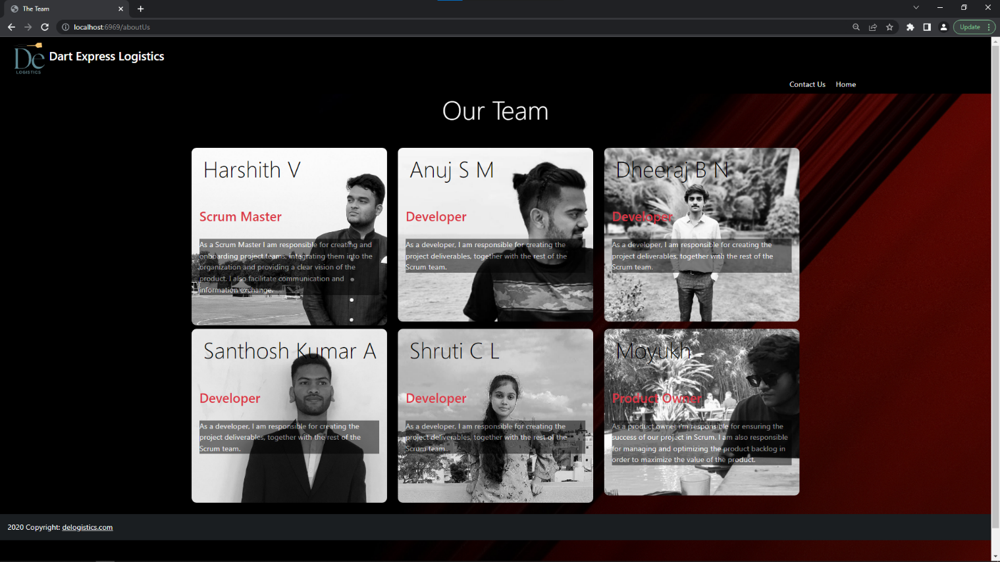 The Team
localhost:6969/aboutUs
Update
De
LOGISTICS
Dart Express Logistics
Contact Us Home
Our Team
Harshith V
Scrum Master
As a Scrum Master I am responsible for creating and
onboarding project teams, integrating them into the
organization and providing a clear vision of the
product. I also facilitate communication and
information exchange.
Anuj S M
Developer
As a developer, I am responsible for creating the
project deliverables, together with the rest of the
Scrum team.
Dheeraj B N
Developer
As a developer, I am responsible for creating the
project deliverables, together with the rest of the
Scrum team.
Santhosh Kumar A
Developer
As a developer, I am responsible for creating the
project deliverables, together with the rest of the
Scrum team.
Shruti C L
Developer
As a developer, I am responsible for creating the
project deliverables, together with the rest of the
Scrum team.
Moyukh
Product Owner
As a product owner i'm responsible for ensuring the
success of our project in Scrum. I am also responsible
for managing and optimizing the product backlog in
order to maximize the value of the product.
2020 Copyright: delogistics.com